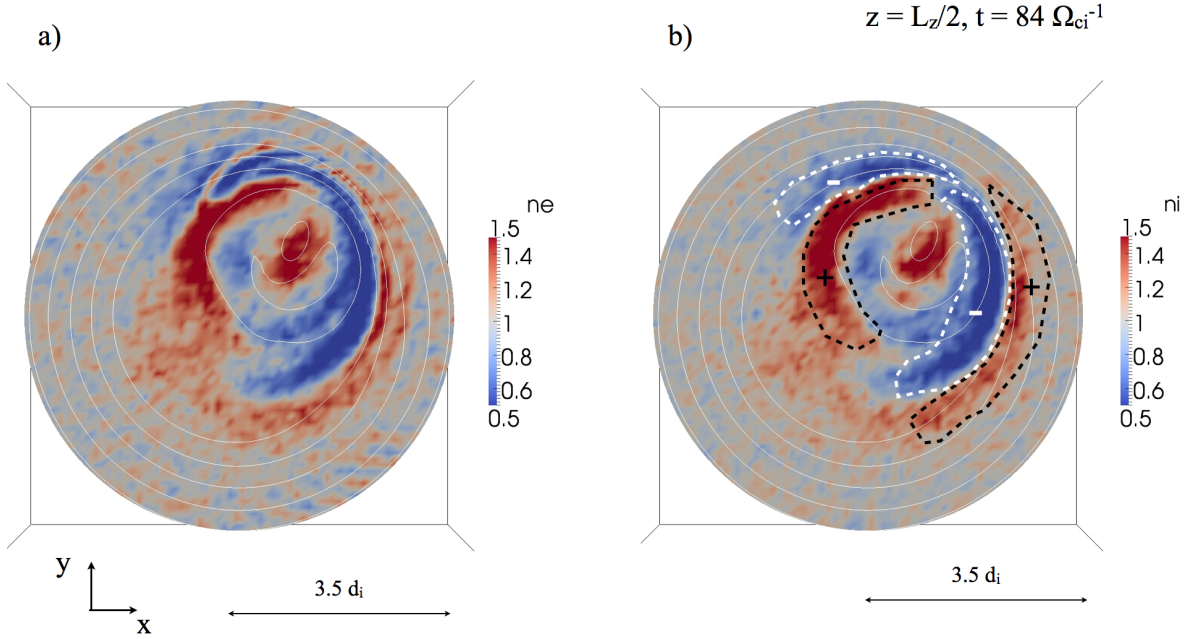 z = Lz/2, t = 84 Ωci-1
a)
b)
ne
1.5
1.4
1.2
1
0.8
0.6
0.5
ni
1.5
1.4
1.2
1
0.8
0.6
0.5
-
+
+
-
y
x
3.5 di
3.5 di